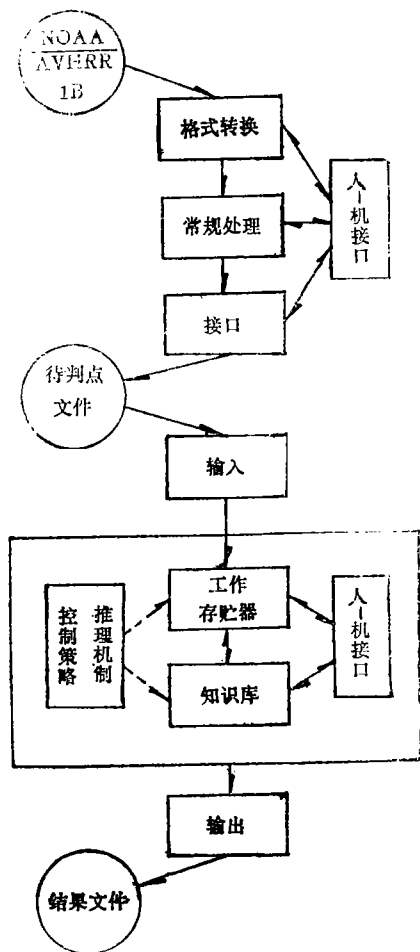 NOAA
AVHRR
1B
格式转换
常规处理
人-机接口
接口
待判点
文件
输入
推理机制
控制策略
工作
存贮器
人-机接口
知识库
输出
结果文件